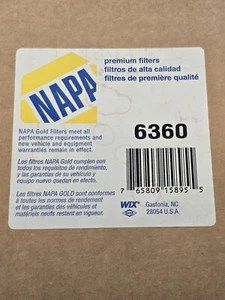 NAPA
premium filters
filtros de alta calidad
filtres de première qualité
NAPA Gold Filters meet all
performance requirements and
new vehicle and equipment
warranties remain in effect.
Los filtros NAPA Gold cumplen con
todos los requisitos de rendimiento,
y las garantías de su vehículo y
equipo nuevo quedan en efecto.
Les filtres NAPA GOLD sont conformes
à toutes les normes de rendement
et les garanties des véhicules et
matériels neufs restent en vigueur.
6360
7 65809 15895 5
WIX
Gastonia, NC
28054 U.S.A.